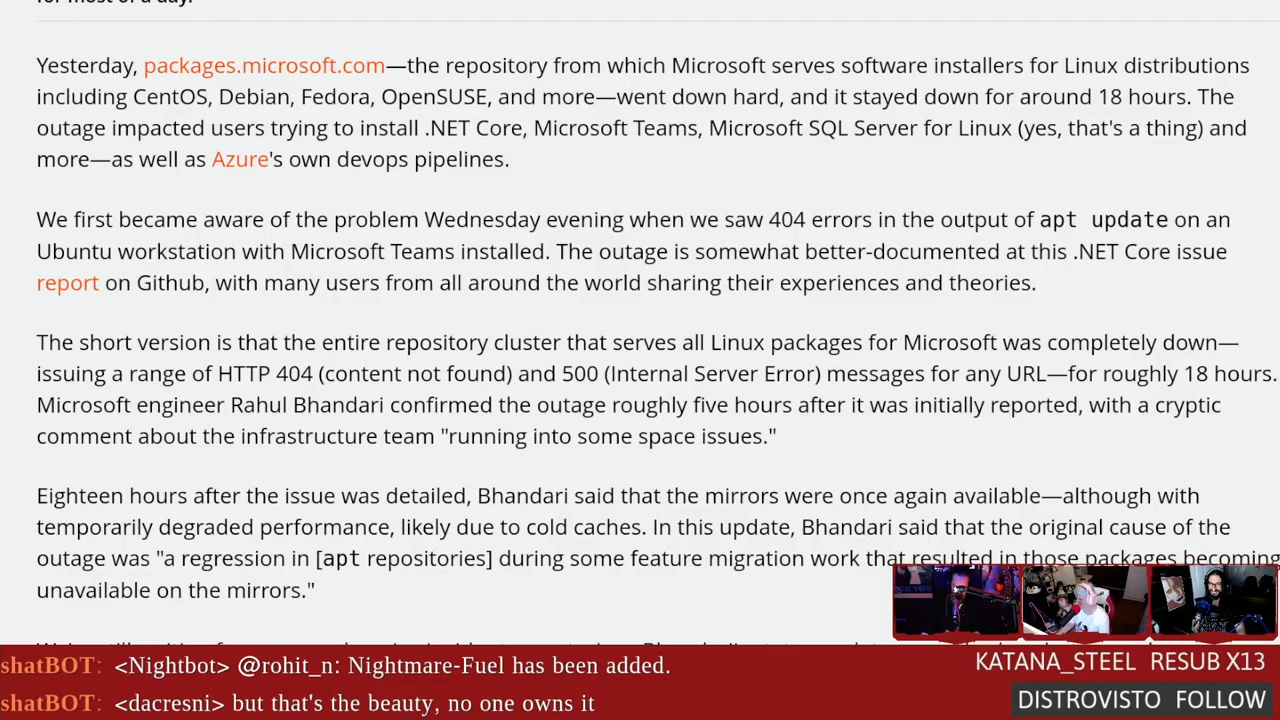 for most of a day.
Yesterday, packages.microsoft.com—the repository from which Microsoft serves software installers for Linux distributions
including CentOS, Debian, Fedora, OpenSUSE, and more—went down hard, and it stayed down for around 18 hours. The
outage impacted users trying to install .NET Core, Microsoft Teams, Microsoft SQL Server for Linux (yes, that's a thing) and
more—as well as Azure's own devops pipelines.
We first became aware of the problem Wednesday evening when we saw 404 errors in the output of apt update on an
Ubuntu workstation with Microsoft Teams installed. The outage is somewhat better-documented at this .NET Core issue
report on Github, with many users from all around the world sharing their experiences and theories.
The short version is that the entire repository cluster that serves all Linux packages for Microsoft was completely down—
issuing a range of HTTP 404 (content not found) and 500 (Internal Server Error) messages for any URL—for roughly 18 hours.
Microsoft engineer Rahul Bhandari confirmed the outage roughly five hours after it was initially reported, with a cryptic
comment about the infrastructure team "running into some space issues."
Eighteen hours after the issue was detailed, Bhandari said that the mirrors were once again available—although with
temporarily degraded performance, likely due to cold caches. In this update, Bhandari said that the original cause of the
outage was "a regression in [apt repositories] during some feature migration work that resulted in those packages becoming
unavailable on the mirrors."
shatBOT: <Nightbot> @rohit_n: Nightmare-Fuel has been added.
KATANA_STEEL RESUB X13
shatBOT: <dacresni> but that's the beauty, no one owns it
DISTROVISTO FOLLOW